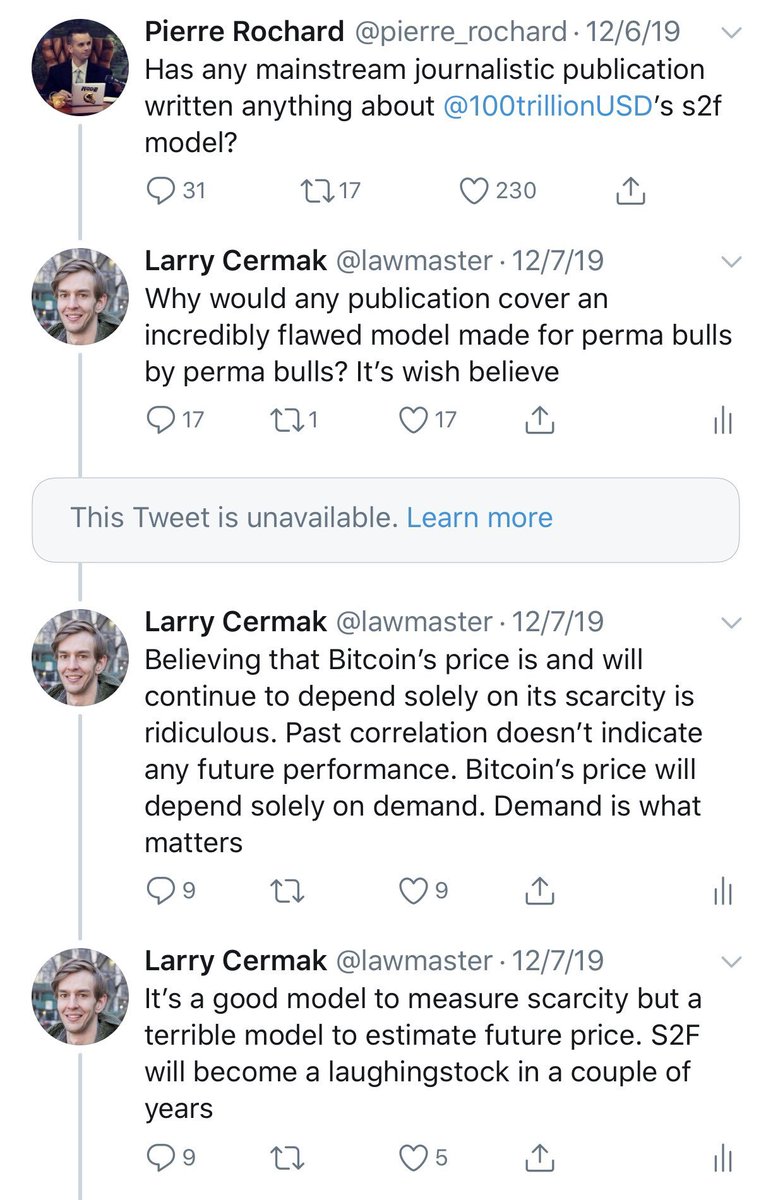 Pierre Rochard @pierre_rochard · 12/6/19
Has any mainstream journalistic publication
written anything about @100trillionUSD's s2f
model?
31 17 230
Larry Cermak @lawmaster · 12/7/19
Why would any publication cover an
incredibly flawed model made for perma bulls
by perma bulls? It's wish believe
17 1 17
This Tweet is unavailable. Learn more
Larry Cermak @lawmaster · 12/7/19
Believing that Bitcoin's price is and will
continue to depend solely on its scarcity is
ridiculous. Past correlation doesn't indicate
any future performance. Bitcoin's price will
depend solely on demand. Demand is what
matters
9 9
Larry Cermak @lawmaster · 12/7/19
It's a good model to measure scarcity but a
terrible model to estimate future price. S2F
will become a laughingstock in a couple of
years
9 5